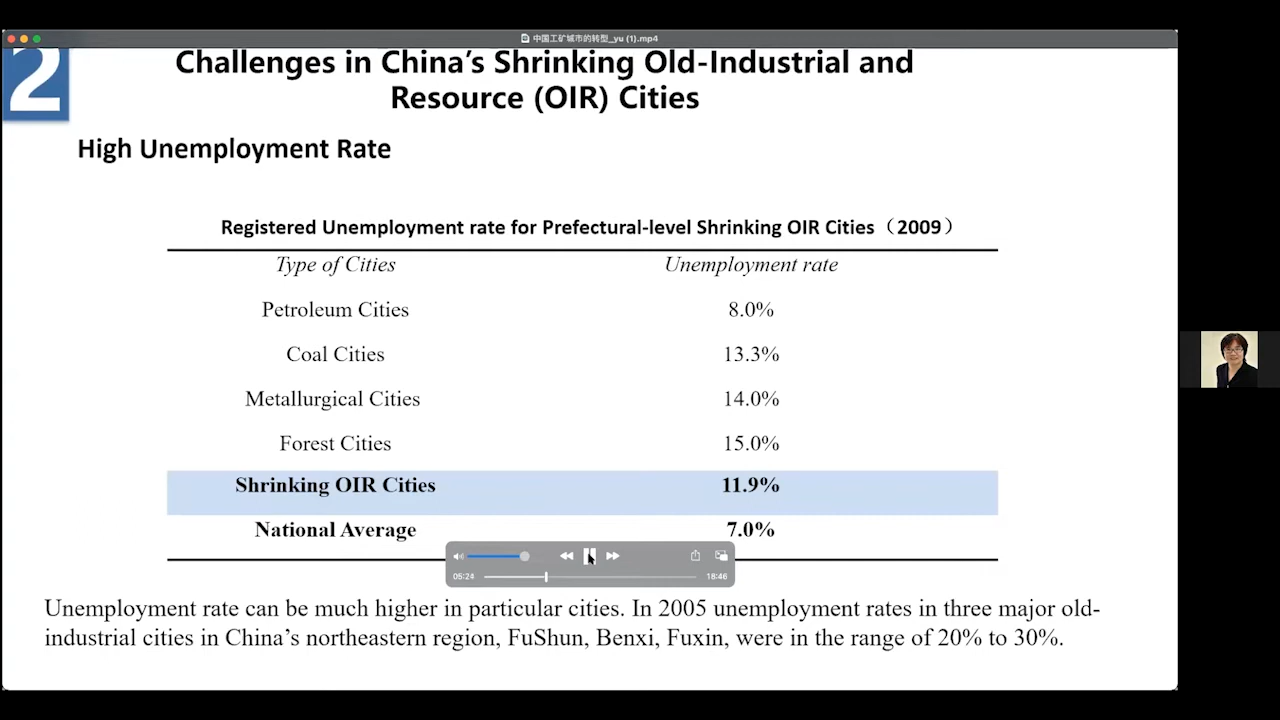 中国工矿城市的转型_yu (1).mp4
2
Challenges in China’s Shrinking Old-Industrial and
Resource (OIR) Cities
High Unemployment Rate
Registered Unemployment rate for Prefectural-level Shrinking OIR Cities（2009）
Type of Cities Unemployment rate
Petroleum Cities 8.0%
Coal Cities 13.3%
Metallurgical Cities 14.0%
Forest Cities 15.0%
Shrinking OIR Cities 11.9%
National Average 7.0%
05:24 18:46
Unemployment rate can be much higher in particular cities. In 2005 unemployment rates in three major old-
industrial cities in China’s northeastern region, FuShun, Benxi, Fuxin, were in the range of 20% to 30%.